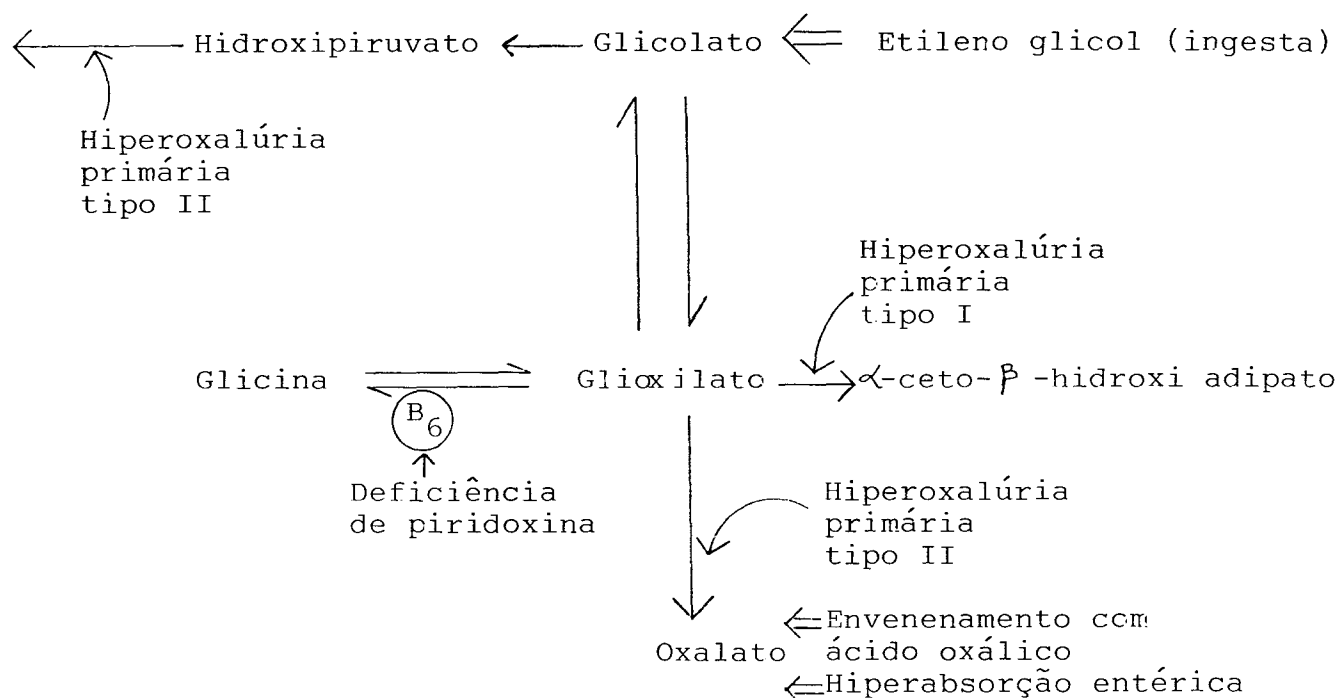 Hidroxipiruvato
Glicolato
Etileno glicol (ingesta)
Hiperoxalúria
primária
tipo II
Hiperoxalúria
primária
tipo I
Glicina
Glioxilato
α-ceto-β-hidroxi adipato
B6
Deficiência
de piridoxina
Hiperoxalúria
primária
tipo II
Oxalato
Envenenamento com
ácido oxálico
Hiperabsorção entérica